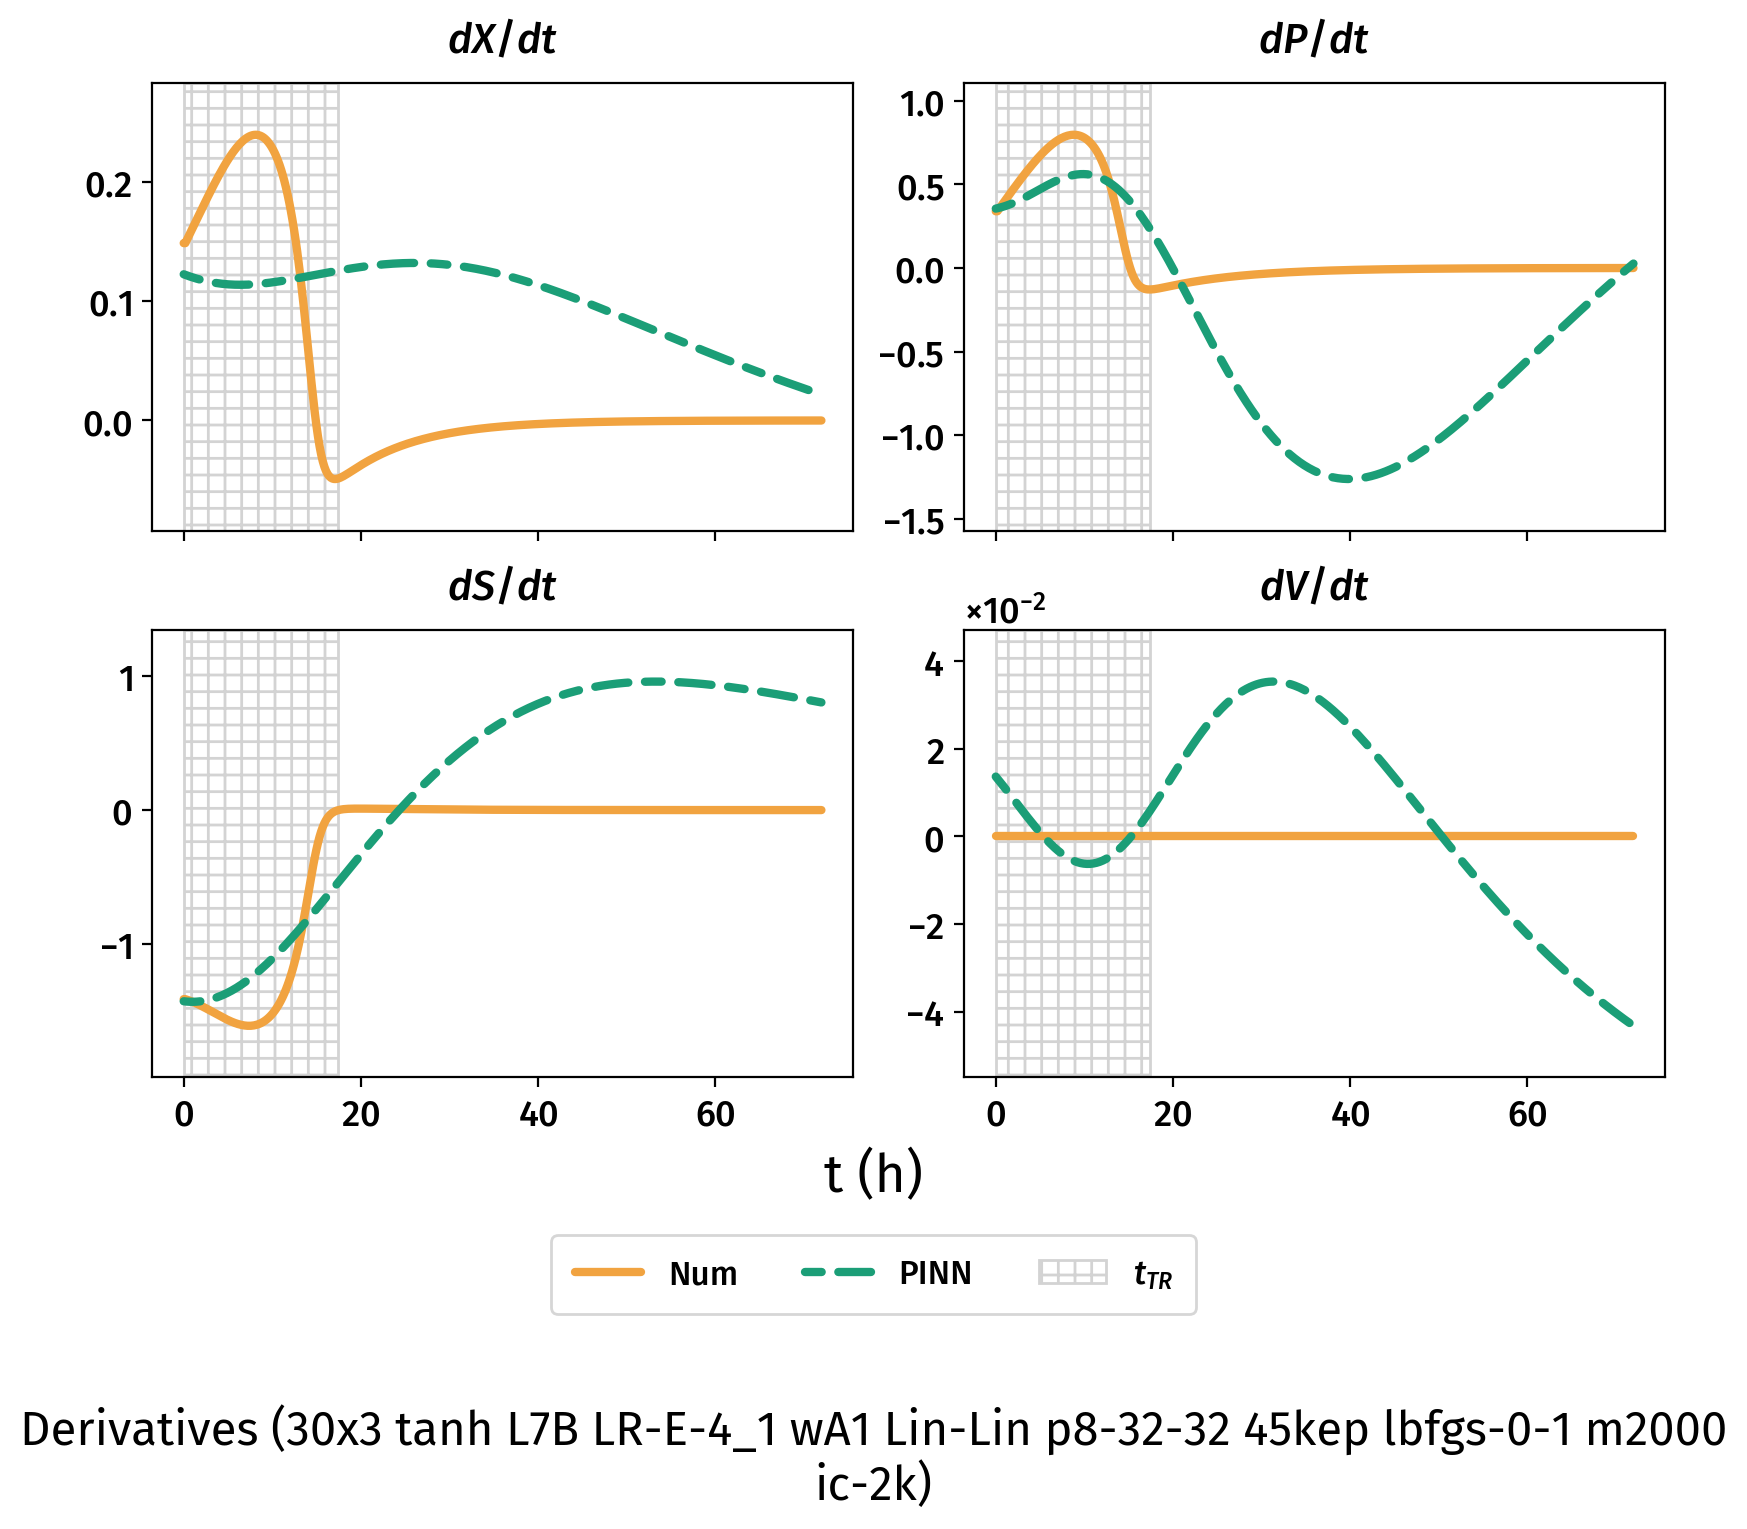 dX/dt
dP/dt
0.2
0.1
0.0
1.0
0.5
0.0
−0.5
−1.0
−1.5
dS/dt
dV/dt
×10⁻²
1
0
−1
4
2
0
−2
−4
0 20 40 60
0 20 40 60
t (h)
Num PINN t_TR
Derivatives (30x3 tanh L7B LR-E-4_1 wA1 Lin-Lin p8-32-32 45kep lbfgs-0-1 m2000
ic-2k)